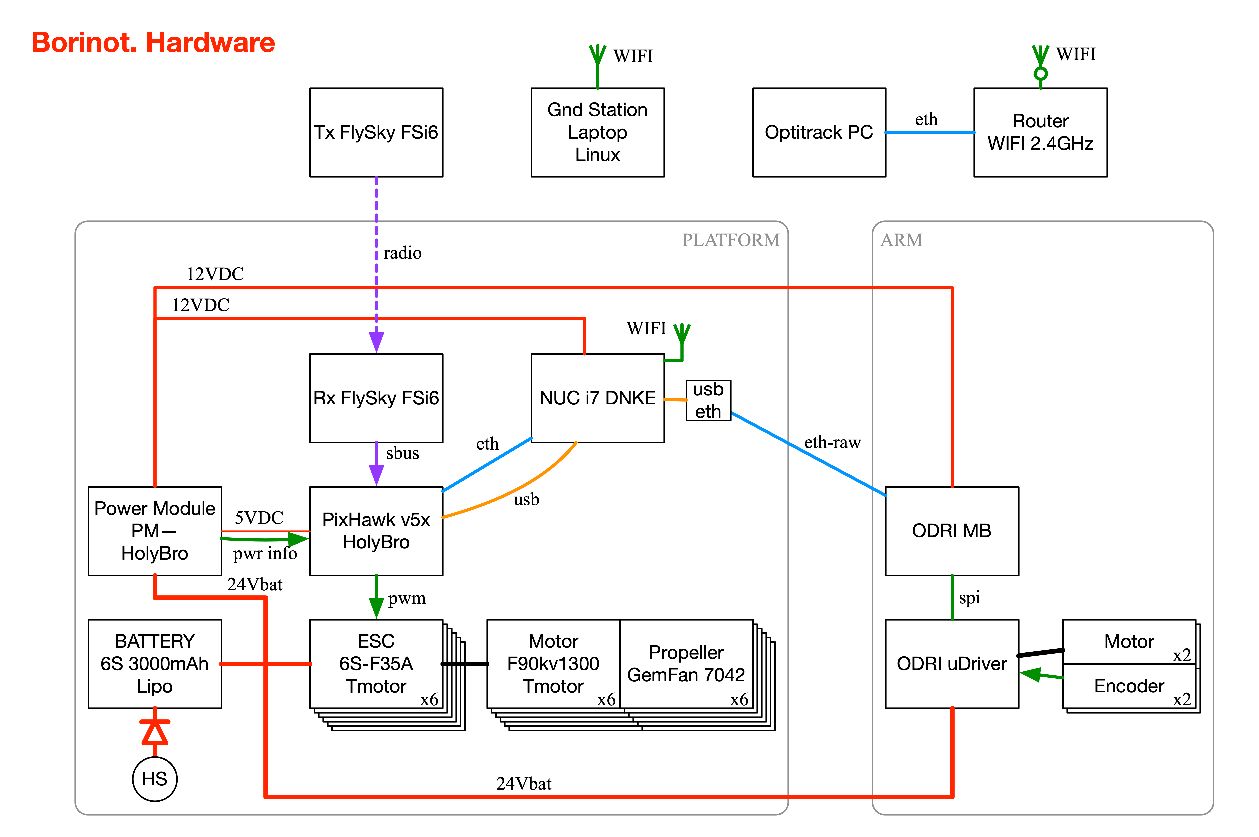 Borinot. Hardware
WIFI
WIFI
Tx FlySky FSi6
Gnd Station
Laptop
Linux
Optitrack PC
eth
Router
WIFI 2.4GHz
PLATFORM
ARM
radio
12VDC
12VDC
WIFI
Rx FlySky FSi6
NUC i7 DNKE
usb
eth
sbus
eth
usb
eth-raw
Power Module
PM—
HolyBro
5VDC
pwr info
PixHawk v5x
HolyBro
ODRI MB
24Vbat
pwm
spi
BATTERY
6S 3000mAh
Lipo
ESC
6S-F35A
Tmotor
x6
Motor
F90kv1300
Tmotor
x6
Propeller
GemFan 7042
x6
ODRI uDriver
Motor
x2
Encoder
x2
HS
24Vbat